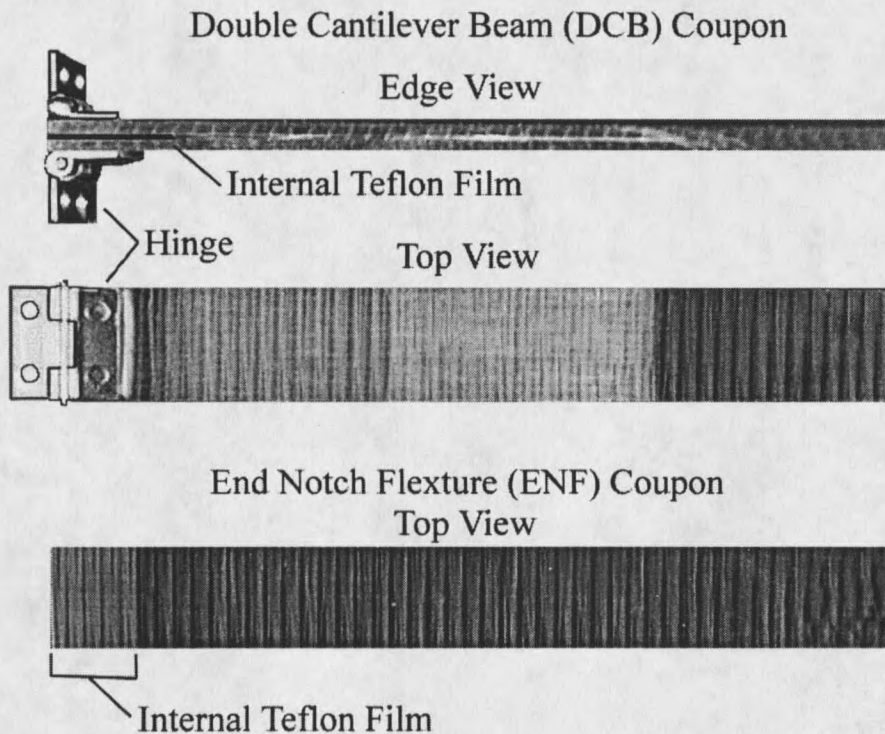 Double Cantilever Beam (DCB) Coupon
Edge View
Internal Teflon Film
Hinge
Top View
End Notch Flexture (ENF) Coupon
Top View
Internal Teflon Film